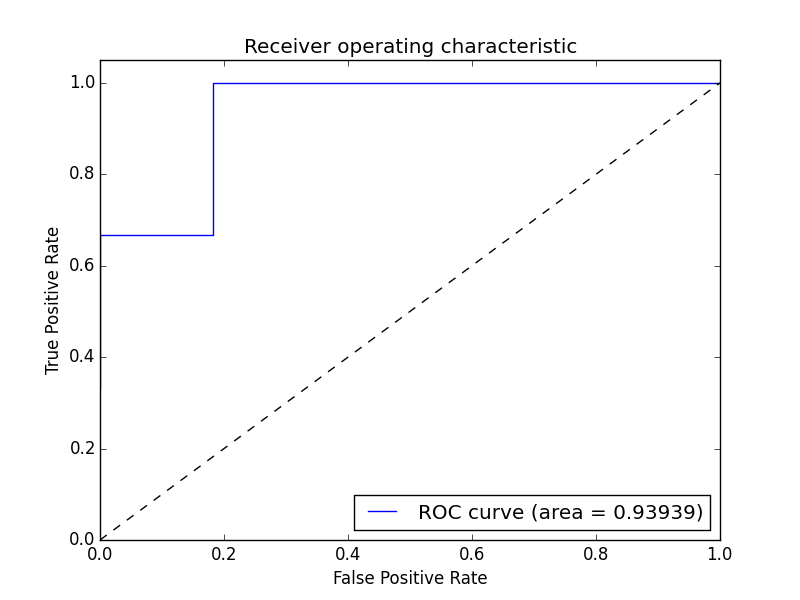 Receiver operating characteristic
1.0
0.8
0.6
0.4
0.2
0.0
True Positive Rate
0.0 0.2 0.4 0.6 0.8 1.0
False Positive Rate
ROC curve (area = 0.93939)